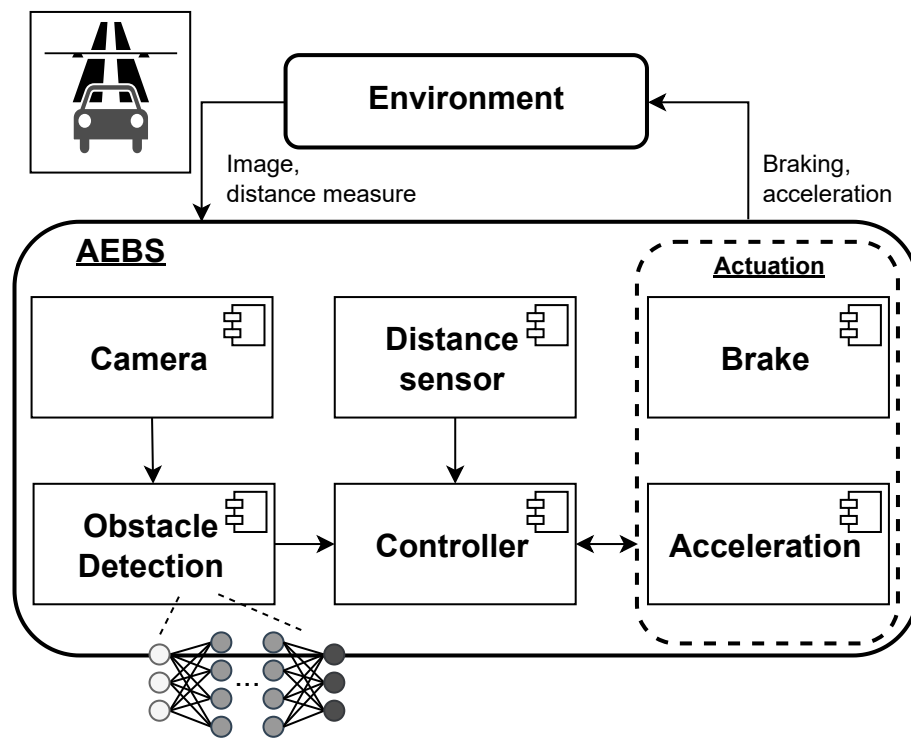 Environment
Image,
distance measure
Braking,
acceleration
AEBS
Actuation
Camera
Distance
sensor
Brake
Obstacle
Detection
Controller
Acceleration
...